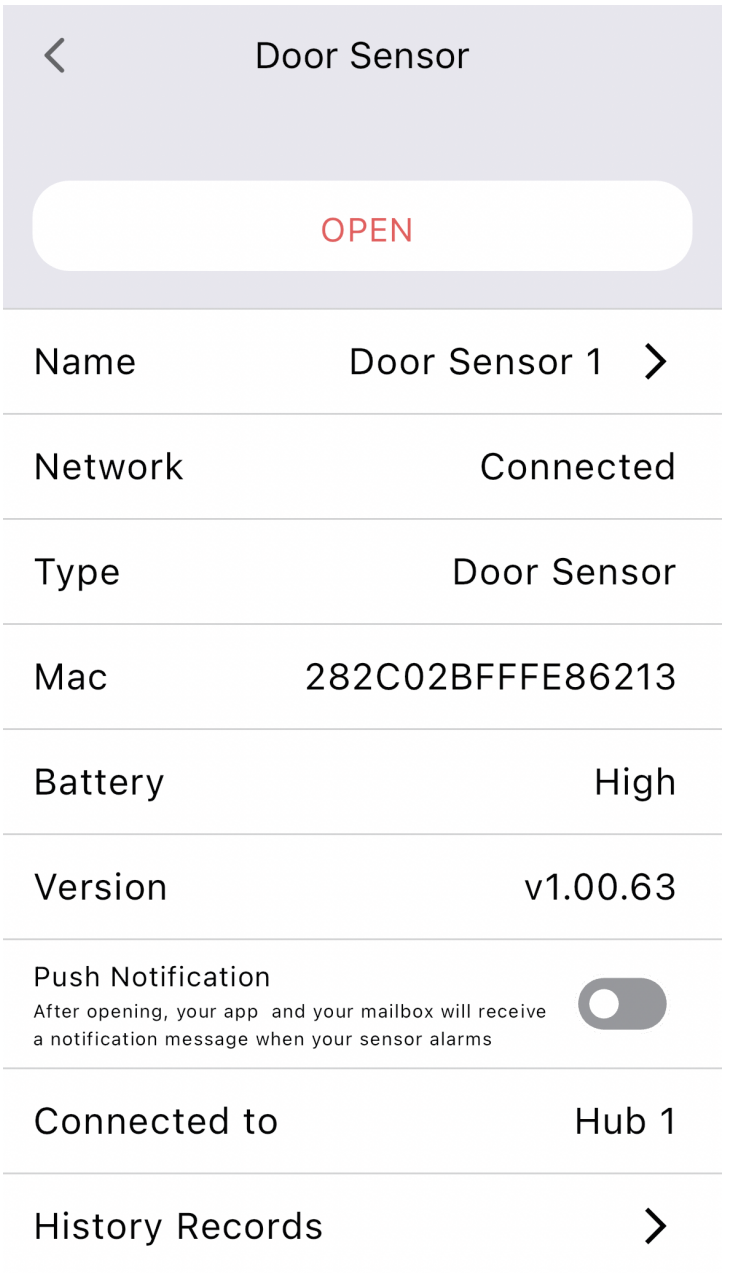 Door Sensor
OPEN
Name Door Sensor 1
Network Connected
Type Door Sensor
Mac 282C02BFFFE86213
Battery High
Version v1.00.63
Push Notification
After opening, your app and your mailbox will receive
a notification message when your sensor alarms
Connected to Hub 1
History Records